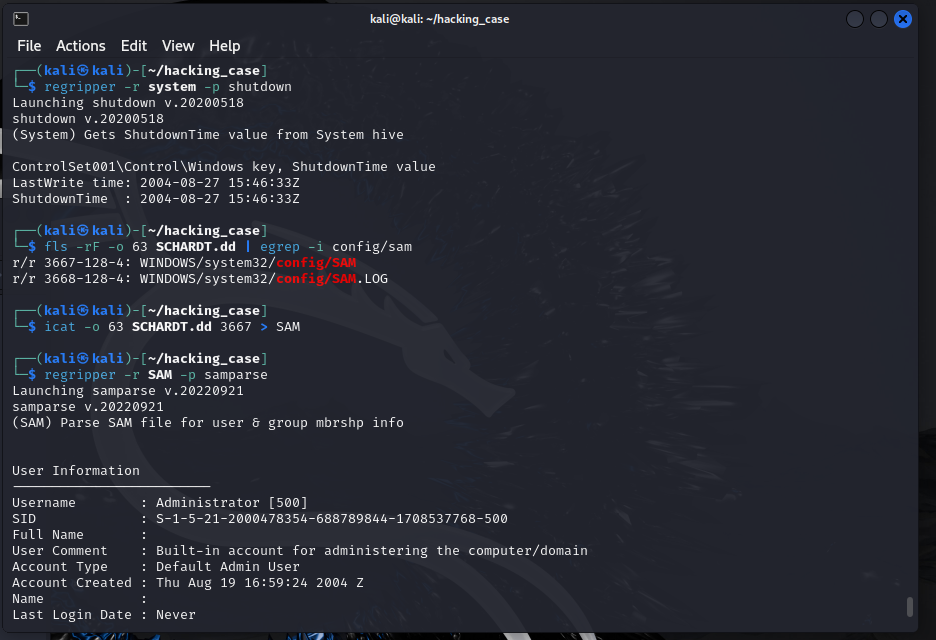 kali@kali: ~/hacking_case
File Actions Edit View Help
┌──(kali㉿kali)-[~/hacking_case]
└─$ regripper -r system -p shutdown
Launching shutdown v.20200518
shutdown v.20200518
(System) Gets ShutdownTime value from System hive
ControlSet001\Control\Windows key, ShutdownTime value
LastWrite time: 2004-08-27 15:46:33Z
ShutdownTime  : 2004-08-27 15:46:33Z
┌──(kali㉿kali)-[~/hacking_case]
└─$ fls -rF -o 63 SCHARDT.dd | egrep -i config/sam
r/r 3667-128-4: WINDOWS/system32/config/SAM
r/r 3668-128-4: WINDOWS/system32/config/SAM.LOG
┌──(kali㉿kali)-[~/hacking_case]
└─$ icat -o 63 SCHARDT.dd 3667 > SAM
┌──(kali㉿kali)-[~/hacking_case]
└─$ regripper -r SAM -p samparse
Launching samparse v.20220921
samparse v.20220921
(SAM) Parse SAM file for user & group mbrshp info
User Information
-------------------------
Username        : Administrator [500]
SID             : S-1-5-21-2000478354-688789844-1708537768-500
Full Name       :
User Comment    : Built-in account for administering the computer/domain
Account Type    : Default Admin User
Account Created : Thu Aug 19 16:59:24 2004 Z
Name            :
Last Login Date : Never